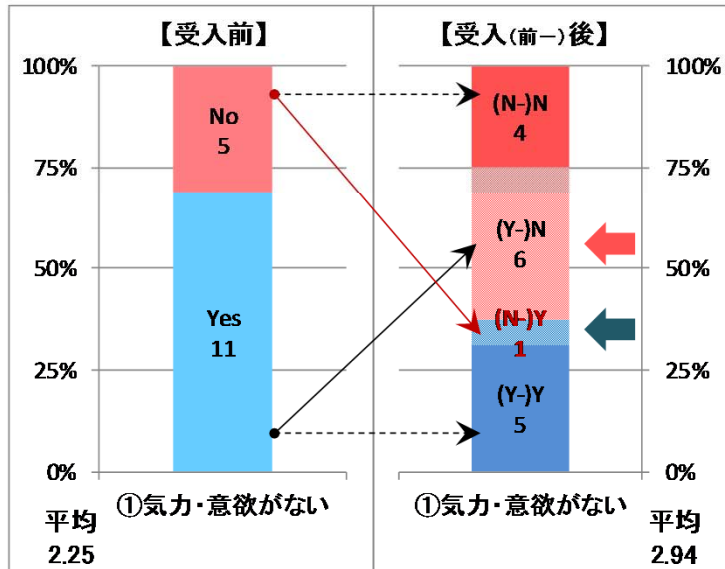 【受入前】
100%
75%
50%
25%
0%
No
5
Yes
11
①気力・意欲がない
平均
2.25
【受入(前ー)後】
(N-)N
4
(Y-)N
6
(N-)Y
1
(Y-)Y
5
100%
75%
50%
25%
0%
①気力・意欲がない
平均
2.94